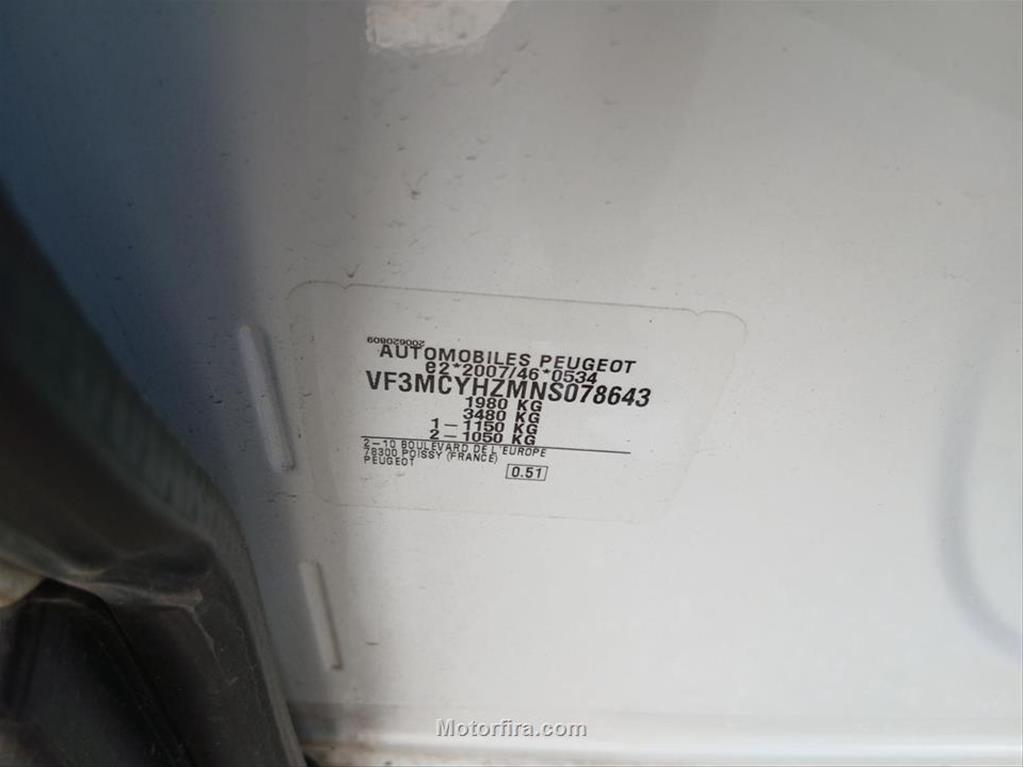 200620809
AUTOMOBILES PEUGEOT
e2*2007/46*0534
VF3MCYHZMNS078643
1980 KG
3480 KG
1-1150 KG
2-1050 KG
2-10 BOULEVARD DE L'EUROPE
78300 POISSY (FRANCE)
PEUGEOT
0.51
Motorfira.com